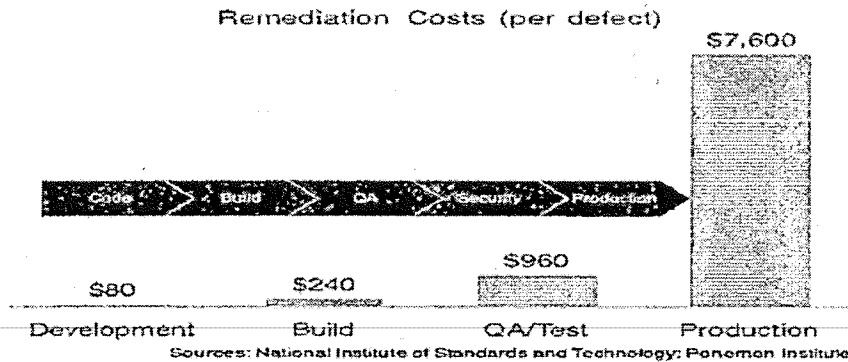 Remediation Costs (per defect)
$7,600
Code Build QA Security Production
$960
$240
$80
Development Build QA/Test Production
Sources: National Institute of Standards and Technology; Ponemon Institute